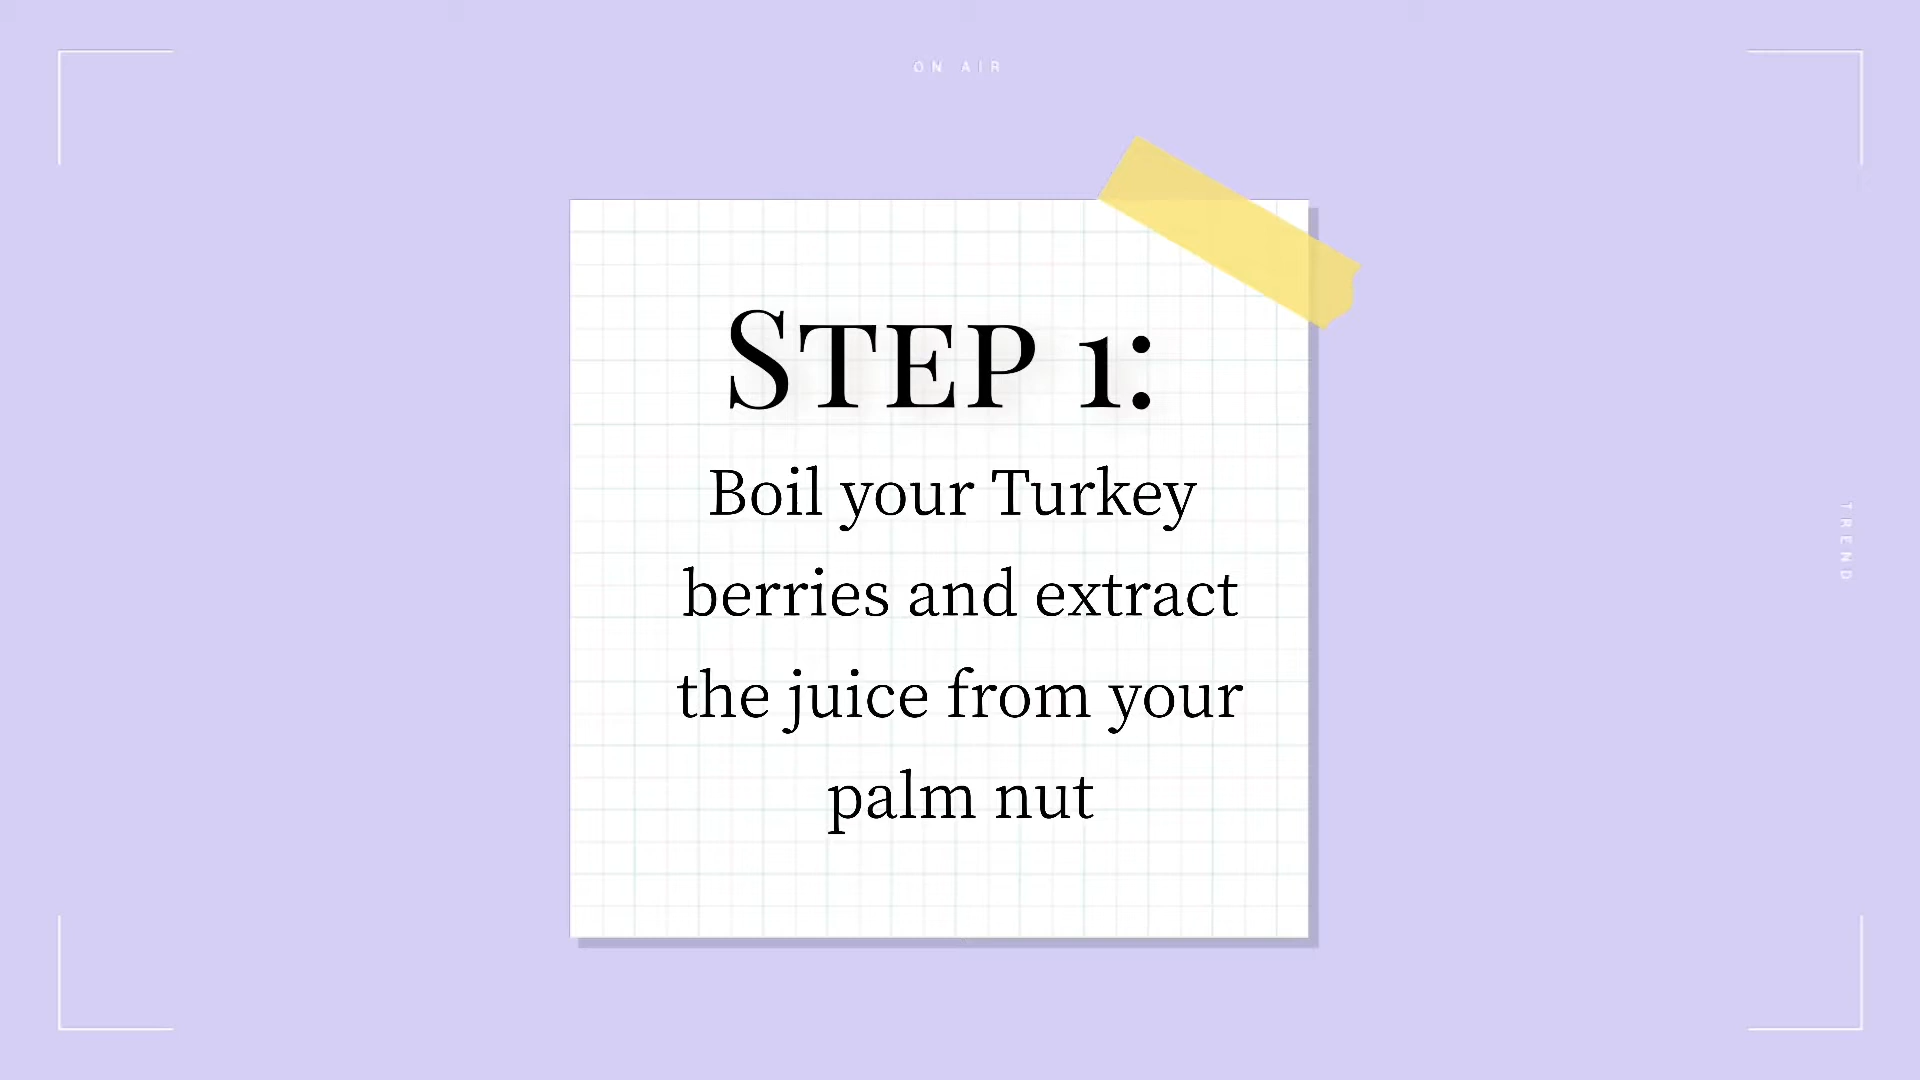 ON AIR
STEP 1:
Boil your Turkey
berries and extract
the juice from your
palm nut
TREND